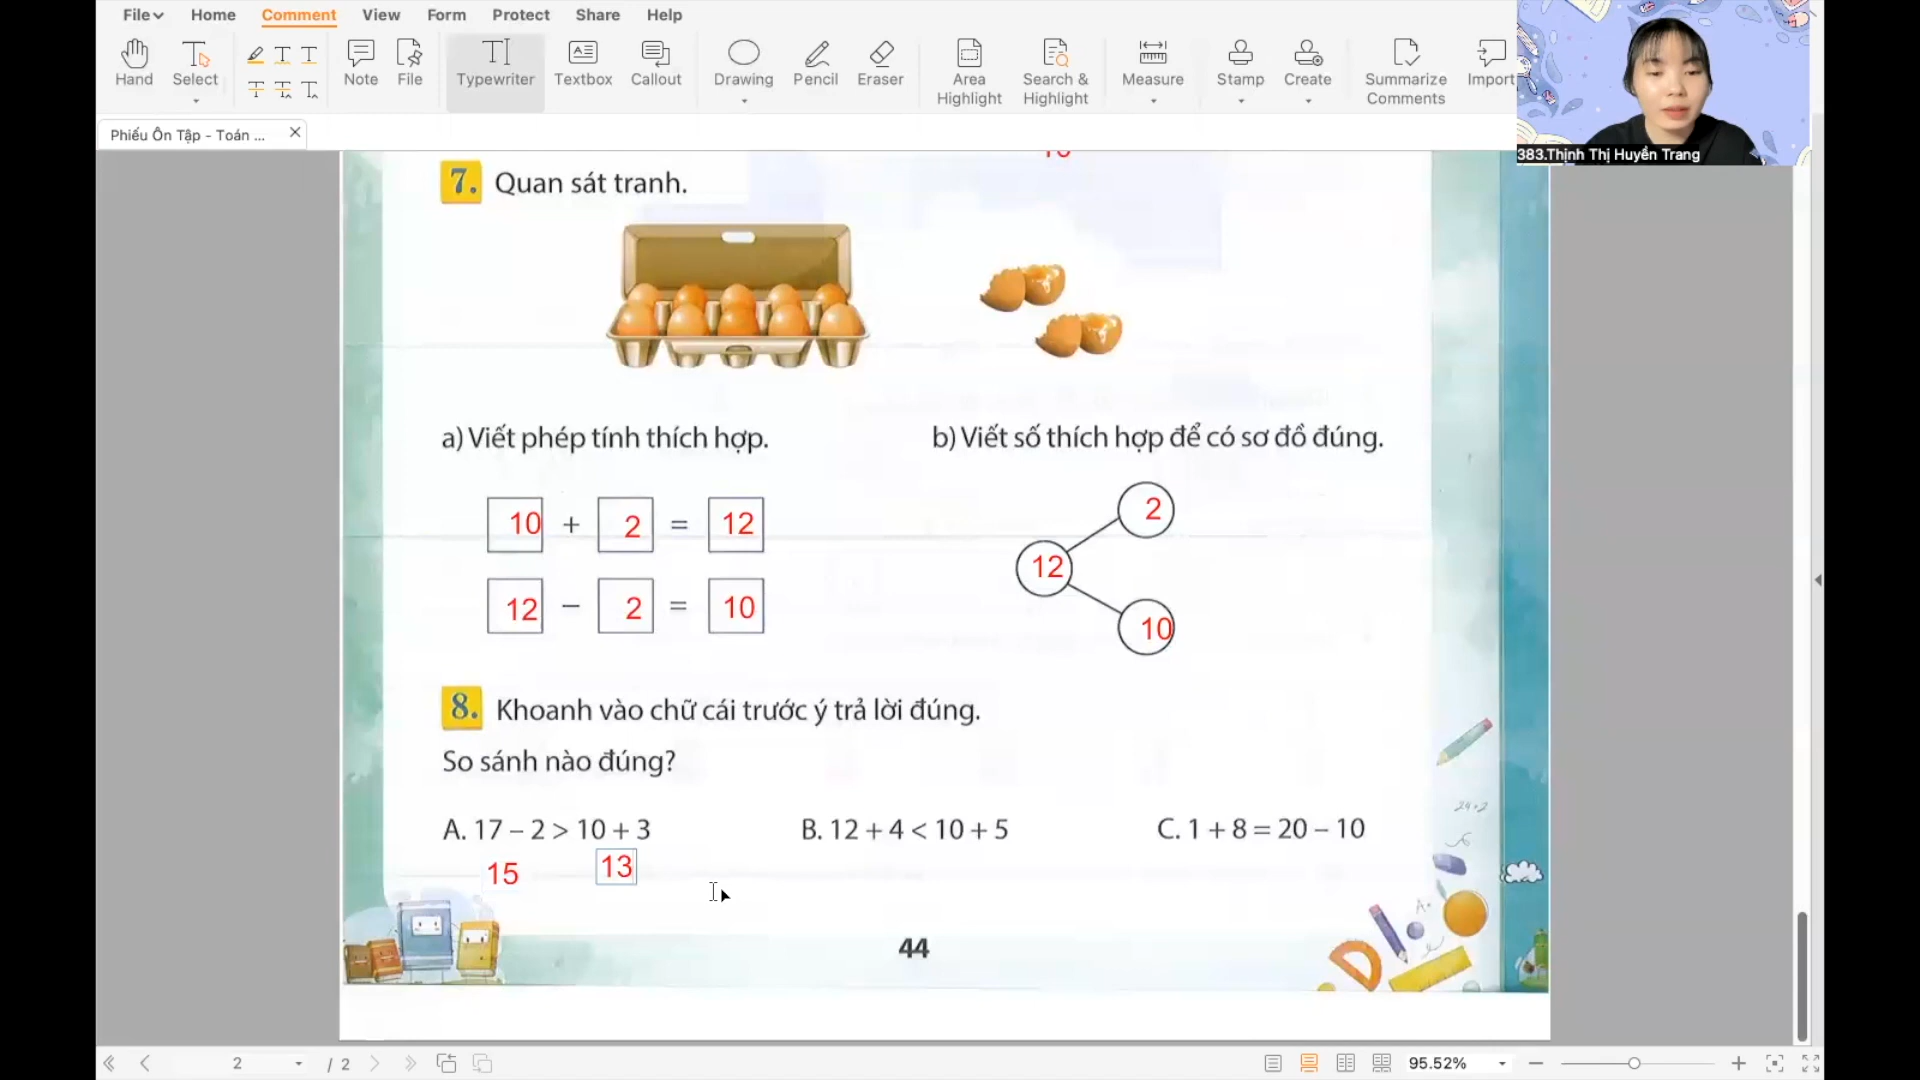 File Home Comment View Form Protect Share Help
Hand Select Note File Typewriter Textbox Callout Drawing Pencil Eraser Area Highlight Search & Highlight Measure Stamp Create Summarize Comments Import
383.Thịnh Thị Huyền Trang
Phiếu Ôn Tập - Toán ...
7. Quan sát tranh.
a) Viết phép tính thích hợp.
b) Viết số thích hợp để có sơ đồ đúng.
10 + 2 = 12
12 − 2 = 10
2
12
10
8. Khoanh vào chữ cái trước ý trả lời đúng.
So sánh nào đúng?
A. 17 – 2 > 10 + 3
B. 12 + 4 < 10 + 5
C. 1 + 8 = 20 – 10
15 13
44
2 / 2
95.52%